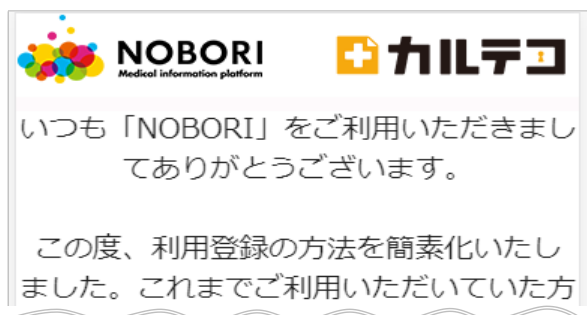 NOBORI
Medical information platform
カルテコ
いつも「NOBORI」をご利用いただきまし
てありがとうございます。
この度、利用登録の方法を簡素化いたし
ました。これまでご利用いただいていた方